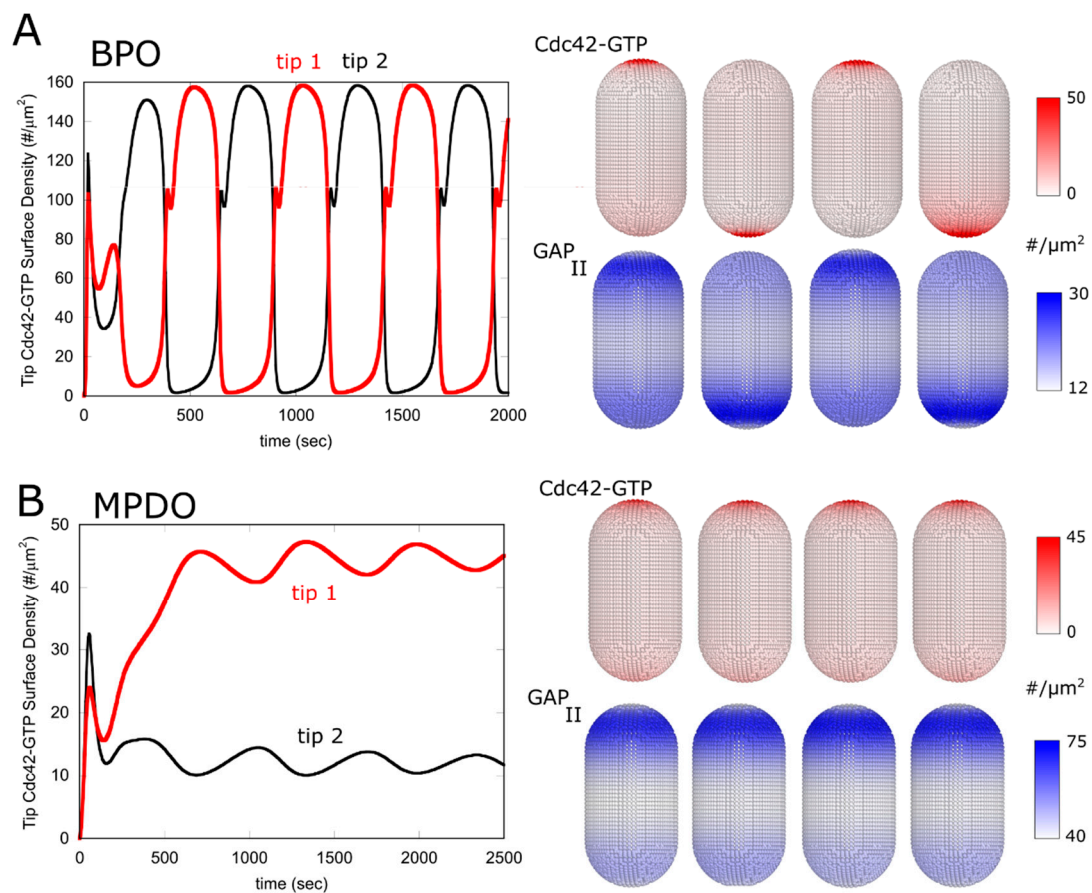 A
BPO
tip 1
tip 2
Tip Cdc42-GTP Surface Density (#/μm²)
160
140
120
100
80
60
40
20
0
0
500
1000
1500
2000
time (sec)
Cdc42-GTP
50
0
#/μm²
GAP II
30
12
B
MPDO
Tip Cdc42-GTP Surface Density (#/μm²)
50
40
30
20
10
0
tip 1
tip 2
0
500
1000
1500
2000
2500
time (sec)
Cdc42-GTP
45
0
#/μm²
GAP II
75
40